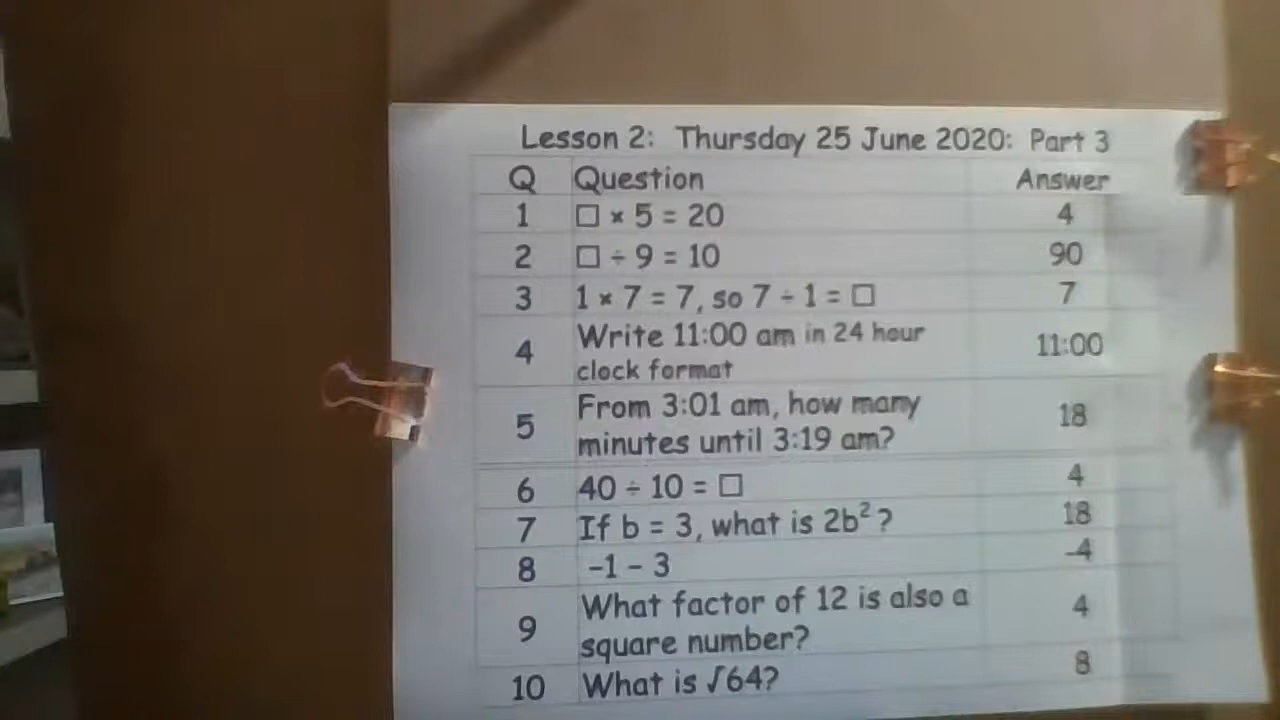 Lesson 2: Thursday 25 June 2020: Part 3
Q Question Answer
1 □ × 5 = 20 4
2 □ ÷ 9 = 10 90
3 1 × 7 = 7, so 7 ÷ 1 = □ 7
4 Write 11:00 am in 24 hour
clock format 11:00
5 From 3:01 am, how many
minutes until 3:19 am? 18
6 40 ÷ 10 = □ 4
7 If b = 3, what is 2b²? 18
8 -1 - 3 -4
9 What factor of 12 is also a
square number? 4
10 What is √64? 8